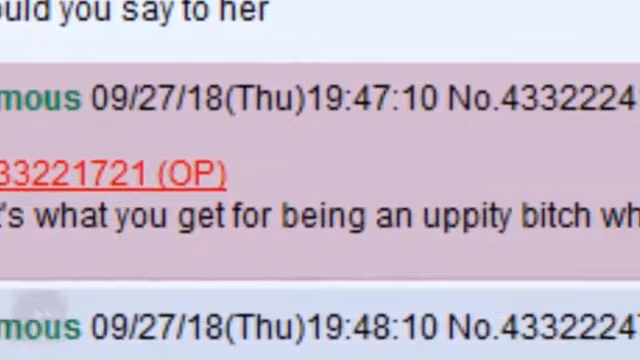 ould you say to her
mous 09/27/18(Thu)19:47:10 No.4332224
33221721 (OP)
t's what you get for being an uppity bitch wh
mous 09/27/18(Thu)19:48:10 No.4332224